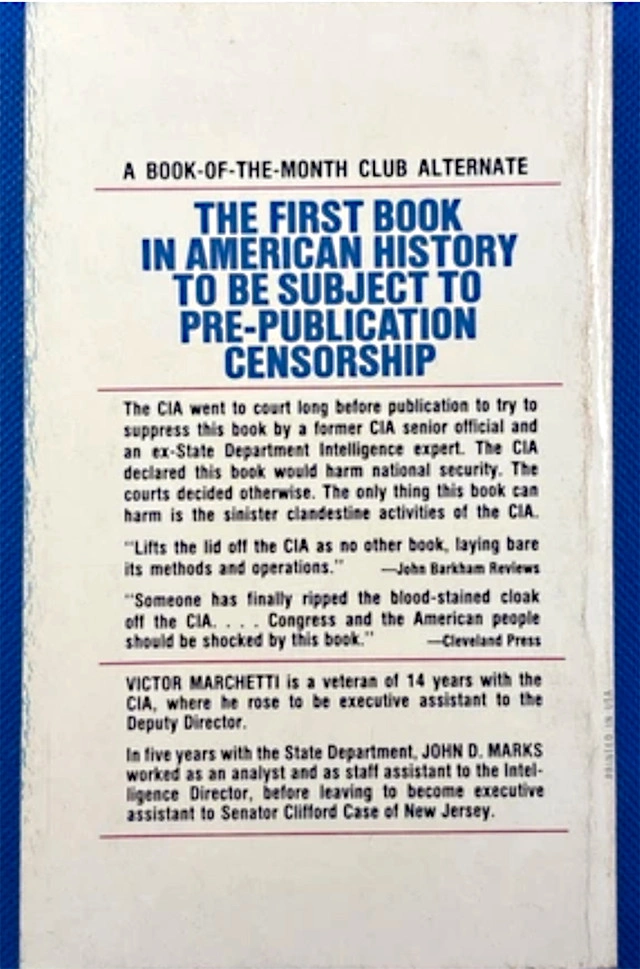 A BOOK-OF-THE-MONTH CLUB ALTERNATE
THE FIRST BOOK
IN AMERICAN HISTORY
TO BE SUBJECT TO
PRE-PUBLICATION
CENSORSHIP
The CIA went to court long before publication to try to
suppress this book by a former CIA senior official and
an ex-State Department Intelligence expert. The CIA
declared this book would harm national security. The
courts decided otherwise. The only thing this book can
harm is the sinister clandestine activities of the CIA.
"Lifts the lid off the CIA as no other book, laying bare
its methods and operations." —John Barkham Reviews
"Someone has finally ripped the blood-stained cloak
off the CIA. . . . Congress and the American people
should be shocked by this book." —Cleveland Press
VICTOR MARCHETTI is a veteran of 14 years with the
CIA, where he rose to be executive assistant to the
Deputy Director.
In five years with the State Department, JOHN D. MARKS
worked as an analyst and as staff assistant to the Intel-
ligence Director, before leaving to become executive
assistant to Senator Clifford Case of New Jersey.
PRINTED IN USA